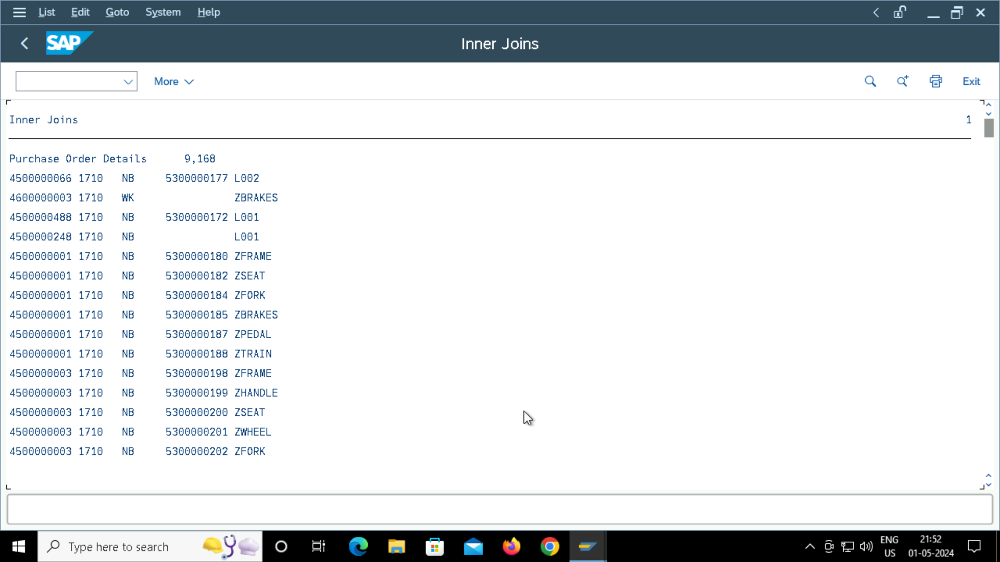 List Edit Goto System Help
SAP Inner Joins
More Exit
Inner Joins 1
Purchase Order Details 9,168
4500000066 1710 NB 5300000177 L002
4600000003 1710 WK ZBRAKES
4500000488 1710 NB 5300000172 L001
4500000248 1710 NB L001
4500000001 1710 NB 5300000180 ZFRAME
4500000001 1710 NB 5300000182 ZSEAT
4500000001 1710 NB 5300000184 ZFORK
4500000001 1710 NB 5300000185 ZBRAKES
4500000001 1710 NB 5300000187 ZPEDAL
4500000001 1710 NB 5300000188 ZTRAIN
4500000003 1710 NB 5300000198 ZFRAME
4500000003 1710 NB 5300000199 ZHANDLE
4500000003 1710 NB 5300000200 ZSEAT
4500000003 1710 NB 5300000201 ZWHEEL
4500000003 1710 NB 5300000202 ZFORK
Type here to search
ENG 21:52
US 01-05-2024